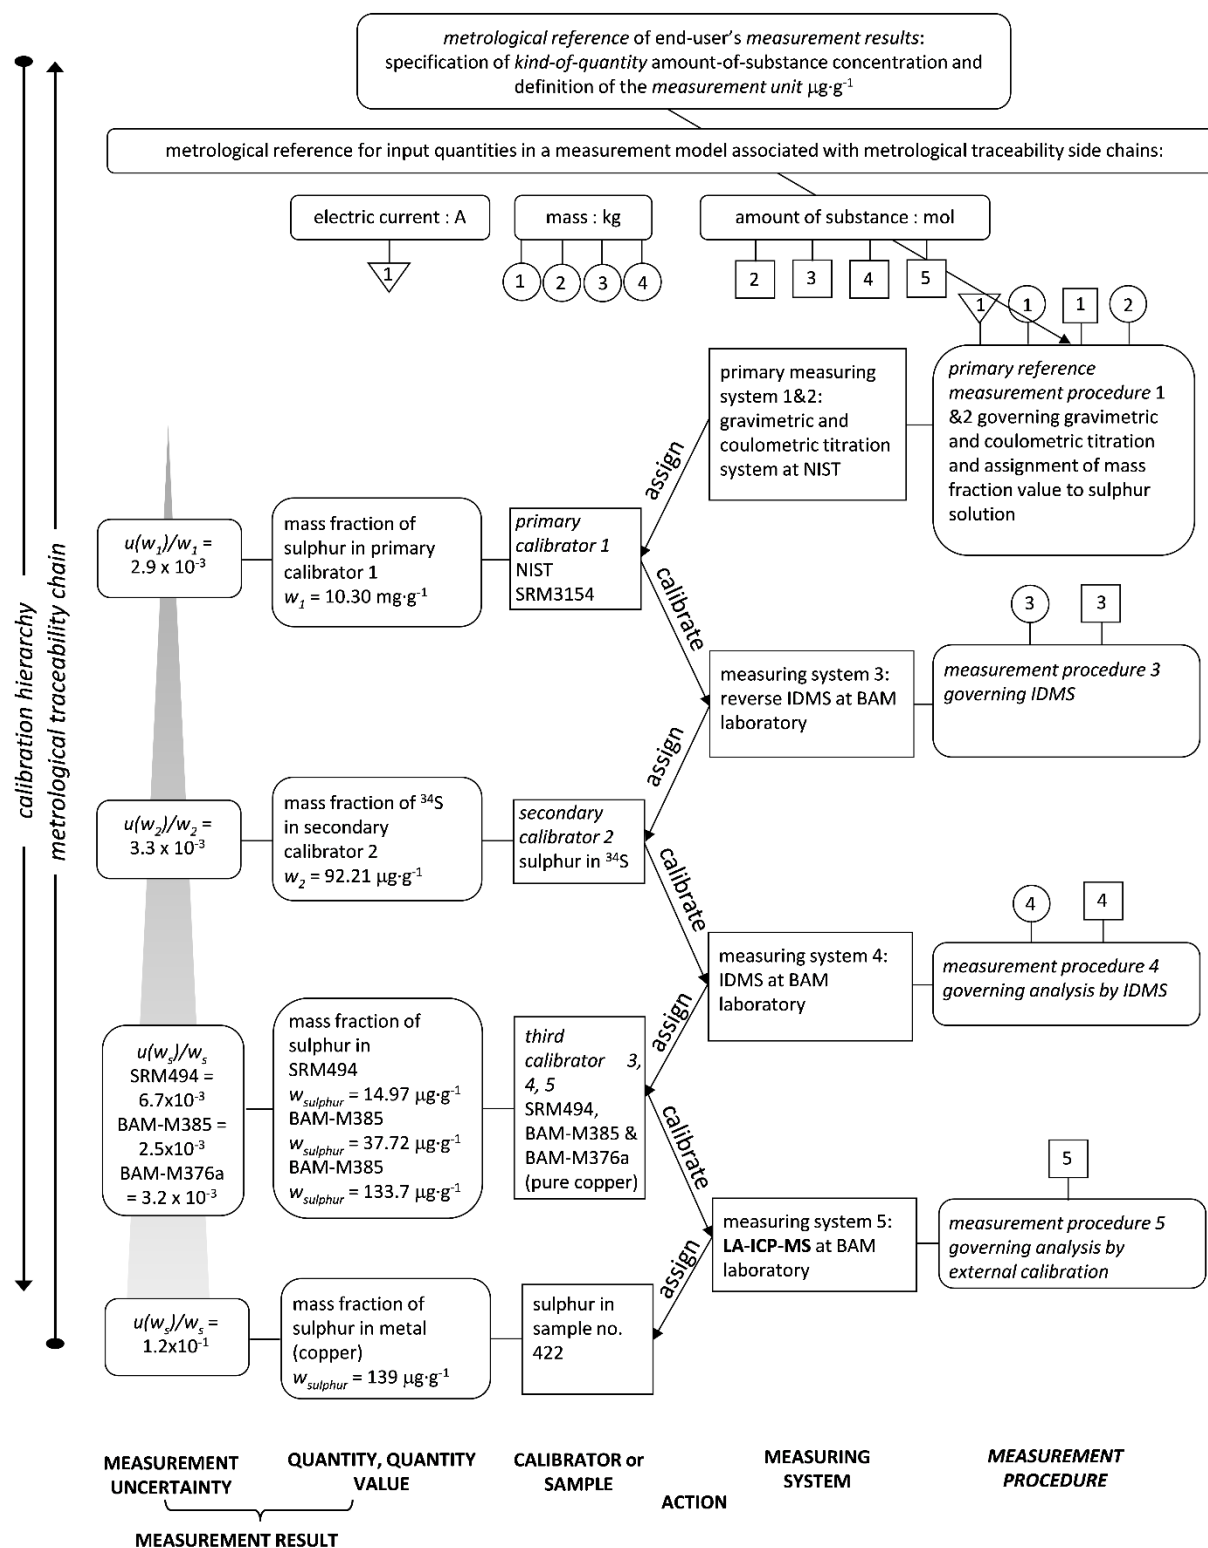 metrological reference of end-user's measurement results:
specification of kind-of-quantity amount-of-substance concentration and
definition of the measurement unit µg·g⁻¹
metrological reference for input quantities in a measurement model associated with metrological traceability side chains:
electric current : A
mass : kg
amount of substance : mol
1
1
2
3
4
2
3
4
5
1
1
1
2
calibration hierarchy
metrological traceability chain
primary measuring
system 1&2:
gravimetric and
coulometric titration
system at NIST
primary reference
measurement procedure 1
&2 governing gravimetric
and coulometric titration
and assignment of mass
fraction value to sulphur
solution
assign
u(w₁)/w₁ =
2.9 x 10⁻³
mass fraction of
sulphur in primary
calibrator 1
w₁ = 10.30 mg·g⁻¹
primary
calibrator 1
NIST
SRM3154
calibrate
3
3
measuring system 3:
reverse IDMS at BAM
laboratory
measurement procedure 3
governing IDMS
assign
u(w₂)/w₂ =
3.3 x 10⁻³
mass fraction of ³⁴S
in secondary
calibrator 2
w₂ = 92.21 µg·g⁻¹
secondary
calibrator 2
sulphur in ³⁴S
calibrate
4
4
measuring system 4:
IDMS at BAM
laboratory
measurement procedure 4
governing analysis by IDMS
assign
u(wₛ)/wₛ
SRM494 =
6.7x10⁻³
BAM-M385 =
2.5x10⁻³
BAM-M376a
= 3.2 x 10⁻³
mass fraction of
sulphur in
SRM494
w_sulphur = 14.97 µg·g⁻¹
BAM-M385
w_sulphur = 37.72 µg·g⁻¹
BAM-M385
w_sulphur = 133.7 µg·g⁻¹
third
calibrator 3,
4, 5
SRM494,
BAM-M385 &
BAM-M376a
(pure copper)
calibrate
5
measuring system 5:
LA-ICP-MS at BAM
laboratory
measurement procedure 5
governing analysis by
external calibration
assign
u(wₛ)/wₛ =
1.2x10⁻¹
mass fraction of
sulphur in metal
(copper)
w_sulphur = 139 µg·g⁻¹
sulphur in
sample no.
422
MEASUREMENT
UNCERTAINTY
QUANTITY, QUANTITY
VALUE
CALIBRATOR or
SAMPLE
ACTION
MEASURING
SYSTEM
MEASUREMENT
PROCEDURE
MEASUREMENT RESULT